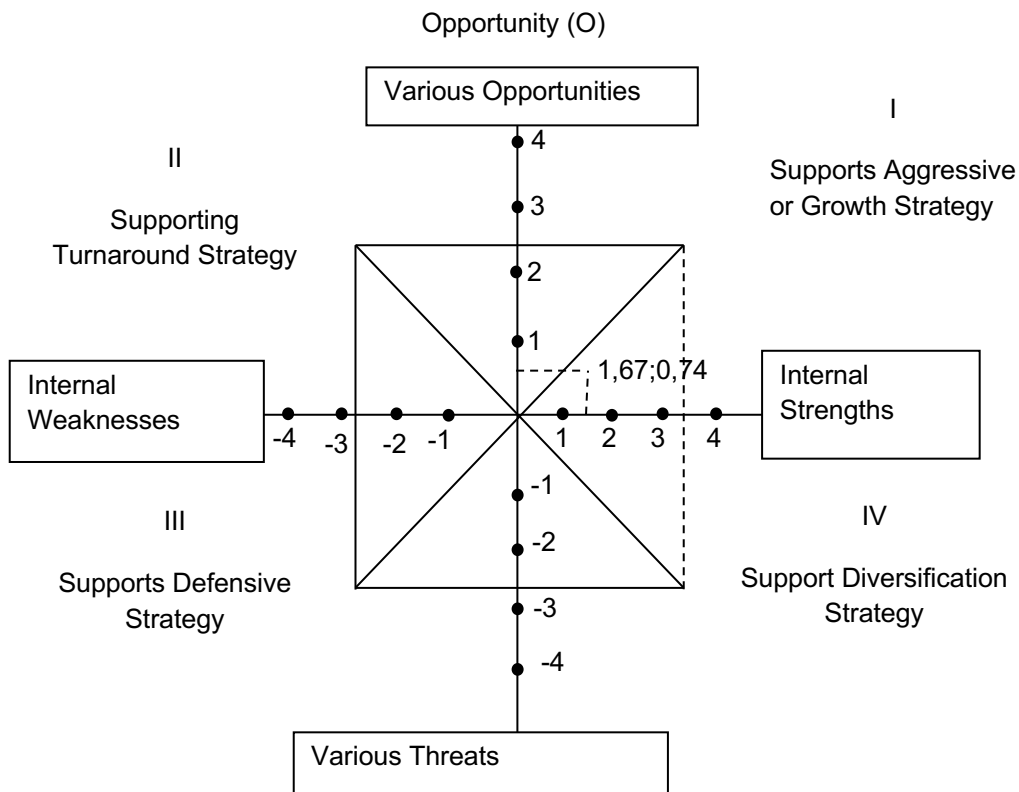 Opportunity (O)
Various Opportunities
I
II
4
Supports Aggressive
or Growth Strategy
3
Supporting
Turnaround Strategy
2
1
1,67;0,74
Internal
Weaknesses
Internal
Strengths
-4
-3
-2
-1
1
2
3
4
-1
III
IV
-2
Supports Defensive
Strategy
Support Diversification
Strategy
-3
-4
Various Threats